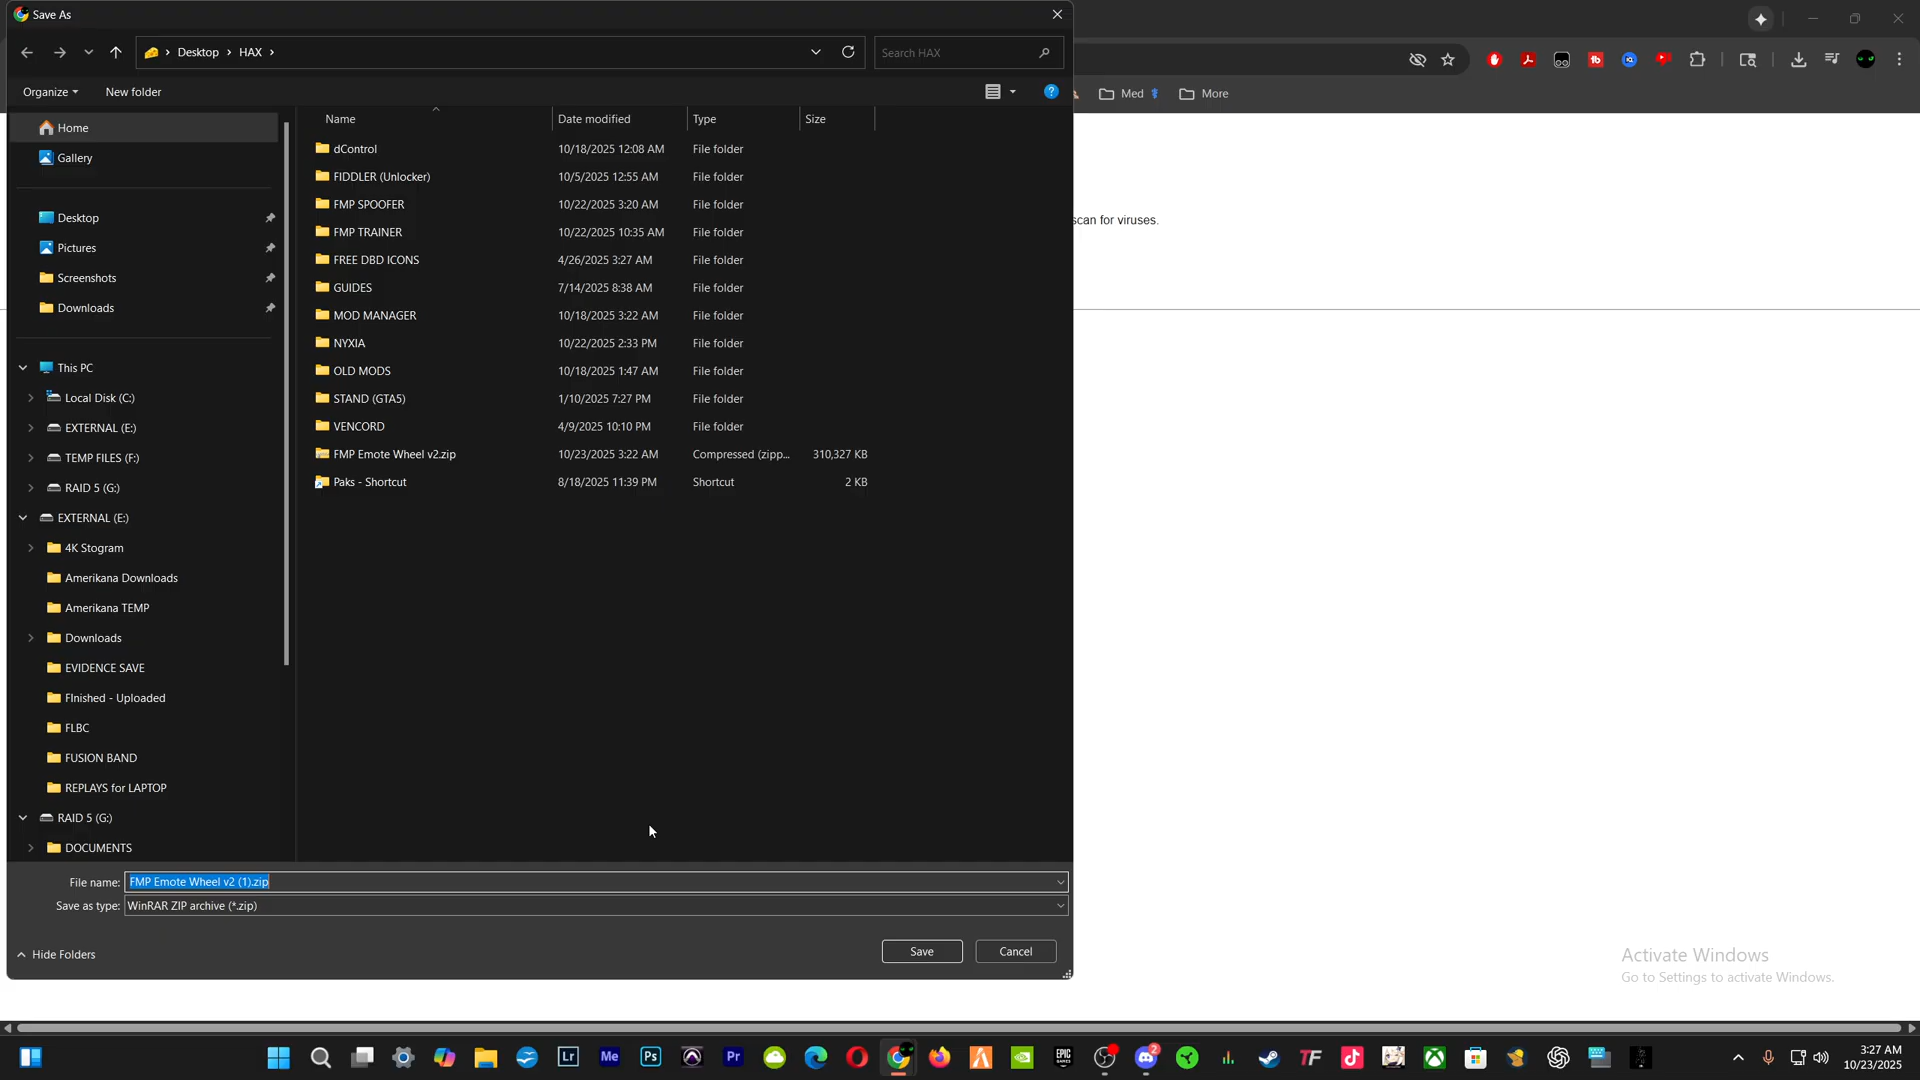 Save As
Desktop > HAX >
Search HAX
Organize
New folder
Med
More
Home
Gallery
Desktop
Pictures
Screenshots
Downloads
This PC
Local Disk (C:)
EXTERNAL (E:)
TEMP FILES (F:)
RAID 5 (G:)
EXTERNAL (E:)
4K Stogram
Amerikana Downloads
Amerikana TEMP
Downloads
EVIDENCE SAVE
FInished - Uploaded
FLBC
FUSION BAND
REPLAYS for LAPTOP
RAID 5 (G:)
DOCUMENTS
Name Date modified Type Size
dControl 10/18/2025 12:08 AM File folder
FIDDLER (Unlocker) 10/5/2025 12:55 AM File folder
FMP SPOOFER 10/22/2025 3:20 AM File folder
FMP TRAINER 10/22/2025 10:35 AM File folder
FREE DBD ICONS 4/26/2025 3:27 AM File folder
GUIDES 7/14/2025 8:38 AM File folder
MOD MANAGER 10/18/2025 3:22 AM File folder
NYXIA 10/22/2025 2:33 PM File folder
OLD MODS 10/18/2025 1:47 AM File folder
STAND (GTA5) 1/10/2025 7:27 PM File folder
VENCORD 4/9/2025 10:10 PM File folder
FMP Emote Wheel v2.zip 10/23/2025 3:22 AM Compressed (zipp... 310,327 KB
Paks - Shortcut 8/18/2025 11:39 PM Shortcut 2 KB
scan for viruses.
File name: FMP Emote Wheel v2 (1).zip
Save as type: WinRAR ZIP archive (*.zip)
Hide Folders
Save
Cancel
Activate Windows
Go to Settings to activate Windows.
Lr
Me
Ps
Pr
EPIC GAMES
2
TF
3:27 AM
10/23/2025